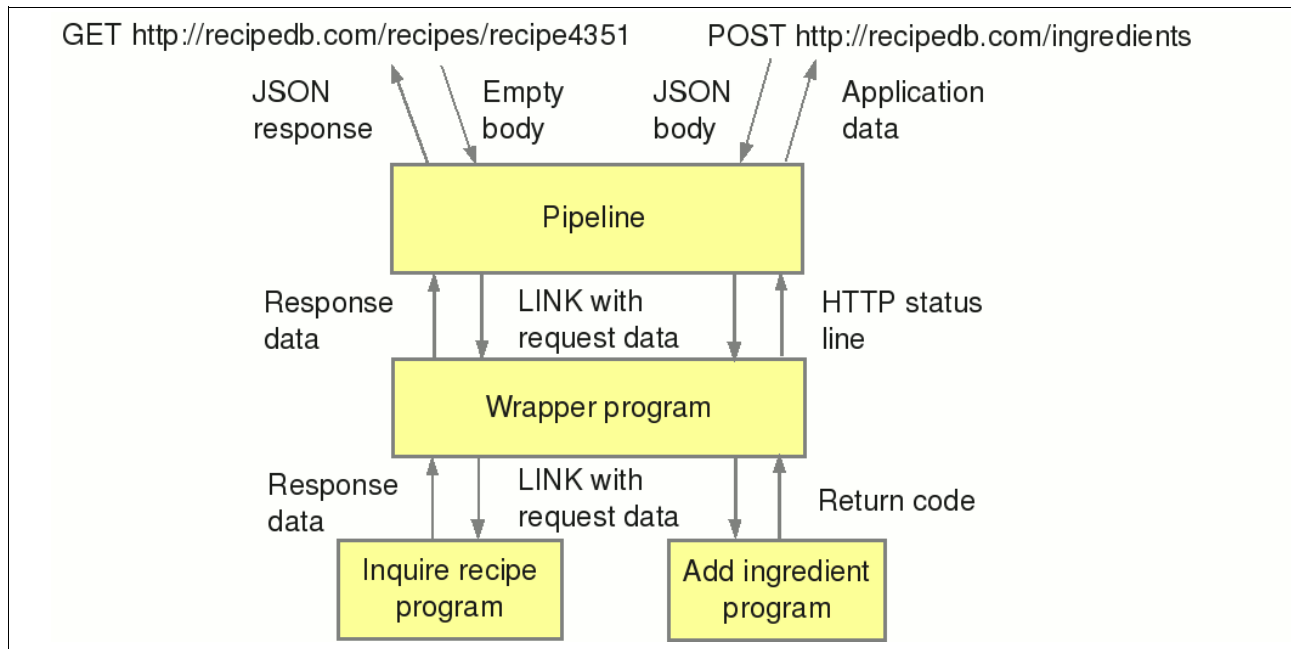 GET http://recipedb.com/recipes/recipe4351
POST http://recipedb.com/ingredients
JSON
response
Empty
body
JSON
body
Application
data
Pipeline
Response
data
LINK with
request data
HTTP status
line
Wrapper program
Response
data
LINK with
request data
Return code
Inquire recipe
program
Add ingredient
program